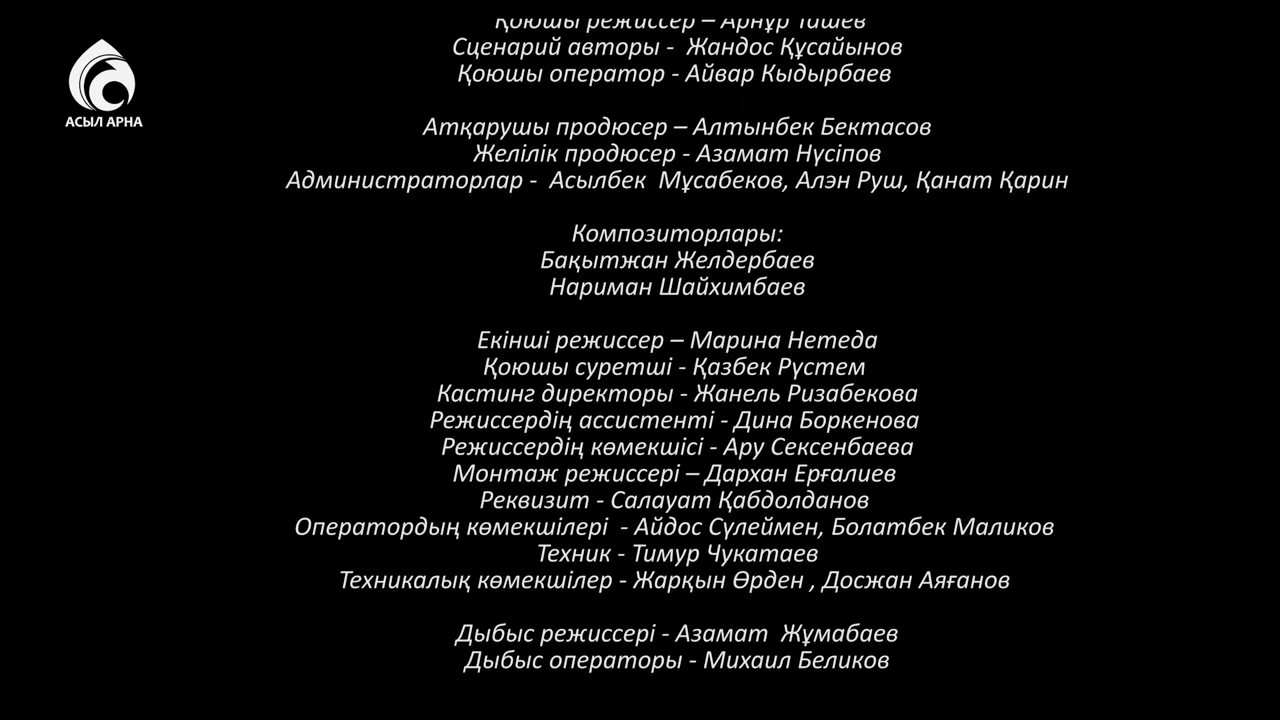 Қоюшы режиссер – Арнұр Ташев
Сценарий авторы - Жандос Құсайынов
Қоюшы оператор - Айвар Кыдырбаев
АСЫЛ АРНА
Атқарушы продюсер – Алтынбек Бектасов
Желілік продюсер - Азамат Нүсіпов
Администраторлар - Асылбек Мұсабеков, Алэн Руш, Қанат Қарин
Композиторлары:
Бақытжан Желдербаев
Нариман Шайхимбаев
Екінші режиссер – Марина Нетеда
Қоюшы суретші - Қазбек Рүстем
Кастинг директоры - Жанель Ризабекова
Режиссердің ассистенті - Дина Боркенова
Режиссердің көмекшісі - Ару Сексенбаева
Монтаж режиссері – Дархан Ерғалиев
Реквизит - Салауат Қабдолданов
Оператордың көмекшілері - Айдос Сүлеймен, Болатбек Маликов
Техник - Тимур Чукатаев
Техникалық көмекшілер - Жарқын Өрден , Досжан Аяғанов
Дыбыс режиссері - Азамат Жұмабаев
Дыбыс операторы - Михаил Беликов